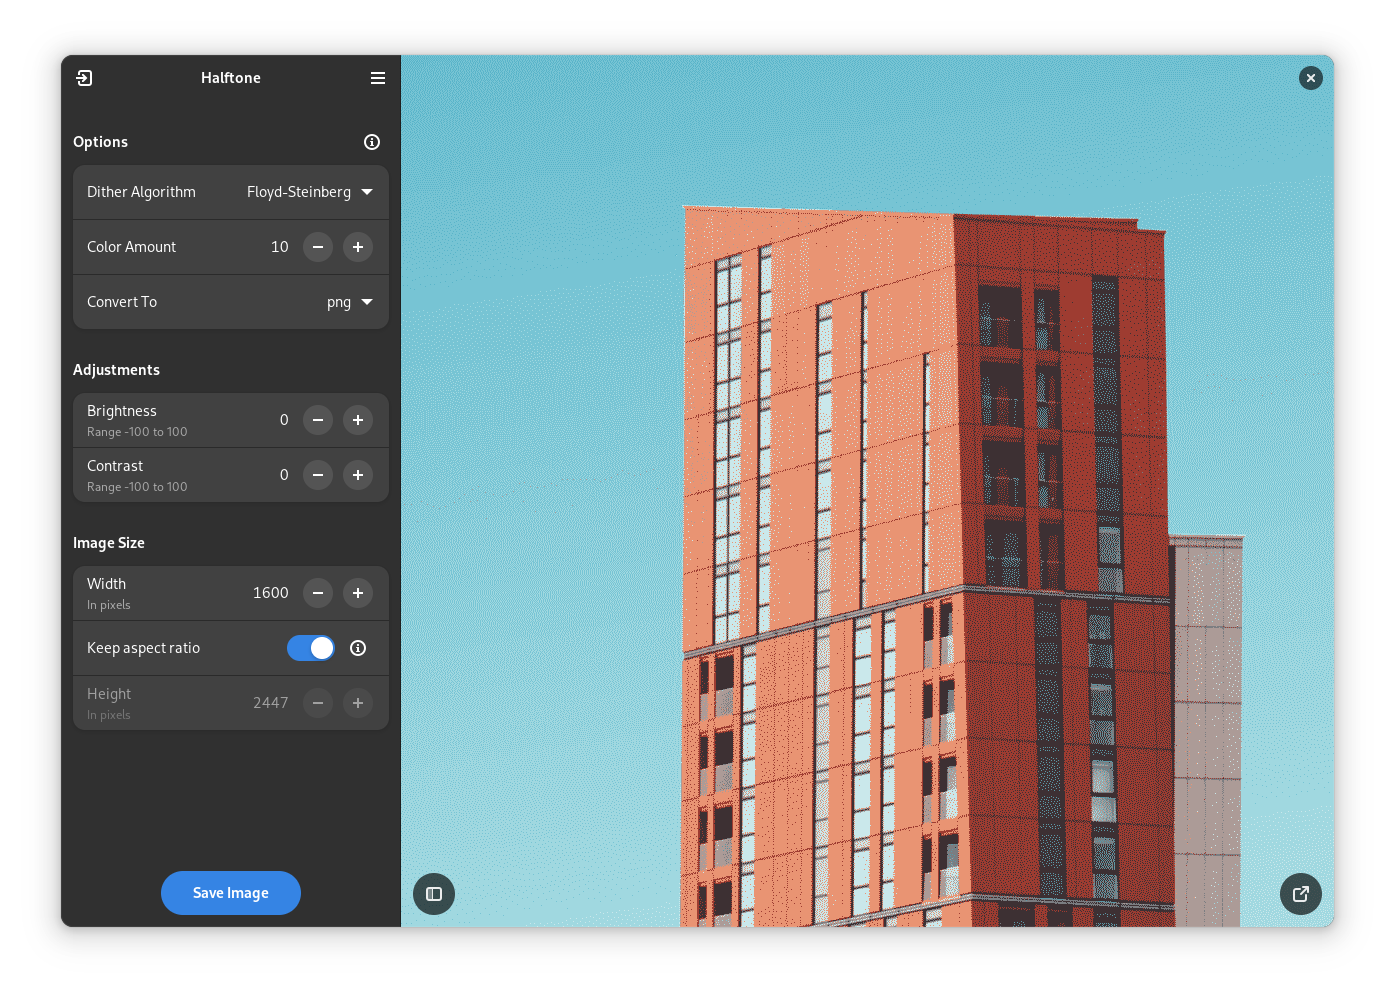 Halftone
Options
Dither Algorithm Floyd-Steinberg
Color Amount 10
Convert To png
Adjustments
Brightness 0
Range -100 to 100
Contrast 0
Range -100 to 100
Image Size
Width 1600
In pixels
Keep aspect ratio
Height 2447
In pixels
Save Image